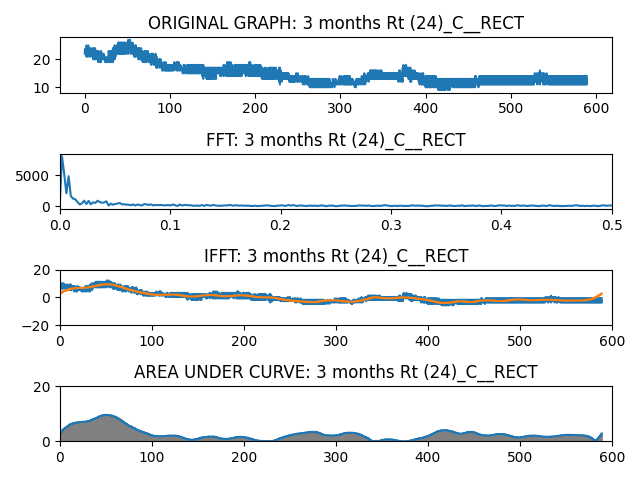 ORIGINAL GRAPH: 3 months Rt (24)_C__RECT
20
10
0 100 200 300 400 500 600
FFT: 3 months Rt (24)_C__RECT
5000
0
0.0 0.1 0.2 0.3 0.4 0.5
IFFT: 3 months Rt (24)_C__RECT
20
0
−20
0 100 200 300 400 500 600
AREA UNDER CURVE: 3 months Rt (24)_C__RECT
20
0
0 100 200 300 400 500 600